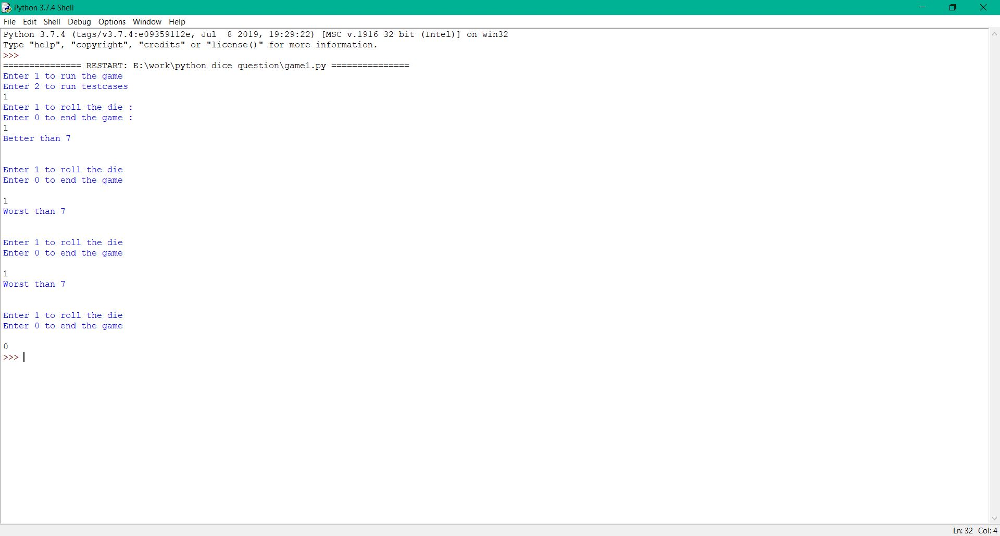 Python 3.7.4 Shell
File Edit Shell Debug Options Window Help
Python 3.7.4 (tags/v3.7.4:e09359112e, Jul  8 2019, 19:29:22) [MSC v.1916 32 bit (Intel)] on win32
Type "help", "copyright", "credits" or "license()" for more information.
>>>
=============== RESTART: E:\work\python dice question\game1.py ===============
Enter 1 to run the game
Enter 2 to run testcases
1
Enter 1 to roll the die :
Enter 0 to end the game :
1
Better than 7
Enter 1 to roll the die
Enter 0 to end the game
1
Worst than 7
Enter 1 to roll the die
Enter 0 to end the game
1
Worst than 7
Enter 1 to roll the die
Enter 0 to end the game
0
>>>
Ln: 32 Col: 4